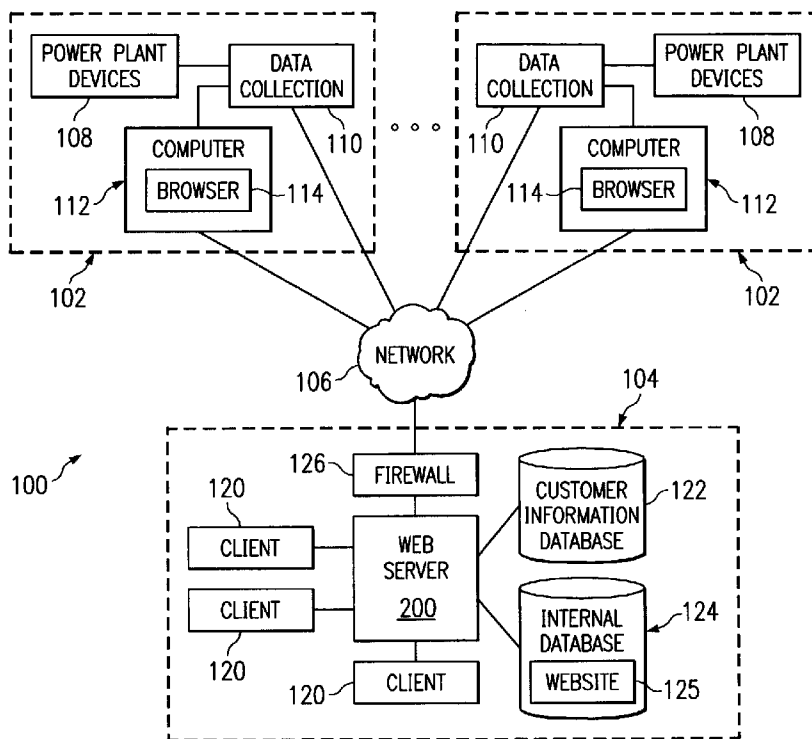 POWER PLANT
DEVICES
108
DATA
COLLECTION
110
COMPUTER
BROWSER
112
114
102
DATA
COLLECTION
110
POWER PLANT
DEVICES
108
COMPUTER
BROWSER
114
112
102
NETWORK
106
100
104
126
FIREWALL
120
CLIENT
CLIENT
120
WEB
SERVER
200
120
CLIENT
CUSTOMER
INFORMATION
DATABASE
122
INTERNAL
DATABASE
124
WEBSITE
125